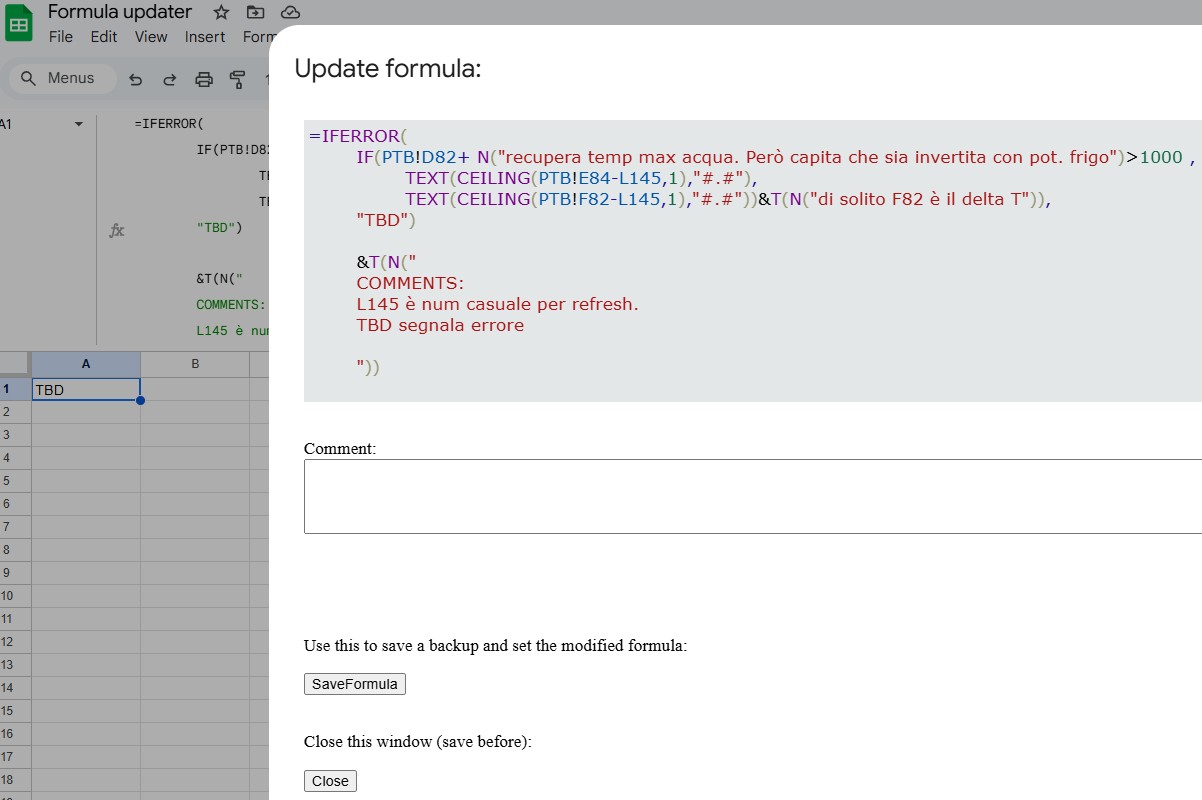 Formula updater
File Edit View Insert Form
Menus
A1
=IFERROR(
IF(PTB!D82
TE
TE
"TBD")
fx
&T(N("
COMMENTS:
L145 è num
A B
1 TBD
2
3
4
5
6
7
8
9
10
11
12
13
14
15
16
17
18
Update formula:
=IFERROR(
IF(PTB!D82+ N("recupera temp max acqua. Però capita che sia invertita con pot. frigo")>1000 ,
TEXT(CEILING(PTB!E84-L145,1),"#.#"),
TEXT(CEILING(PTB!F82-L145,1),"#.#"))&T(N("di solito F82 è il delta T")),
"TBD")
&T(N("
COMMENTS:
L145 è num casuale per refresh.
TBD segnala errore
"))
Comment:
Use this to save a backup and set the modified formula:
SaveFormula
Close this window (save before):
Close